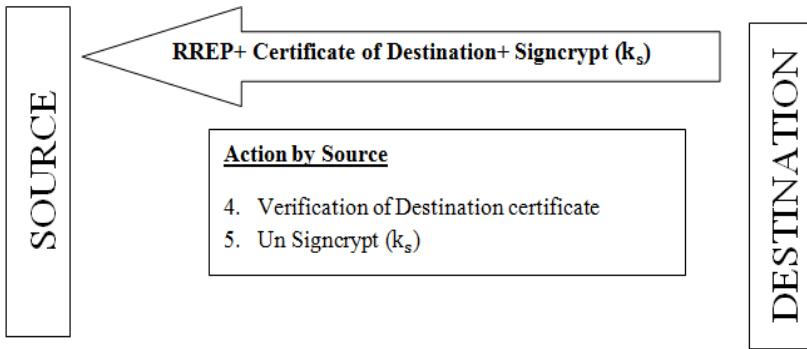 SOURCE
RREP+ Certificate of Destination+ Signcrypt (kₛ)
Action by Source
4. Verification of Destination certificate
5. Un Signcrypt (kₛ)
DESTINATION